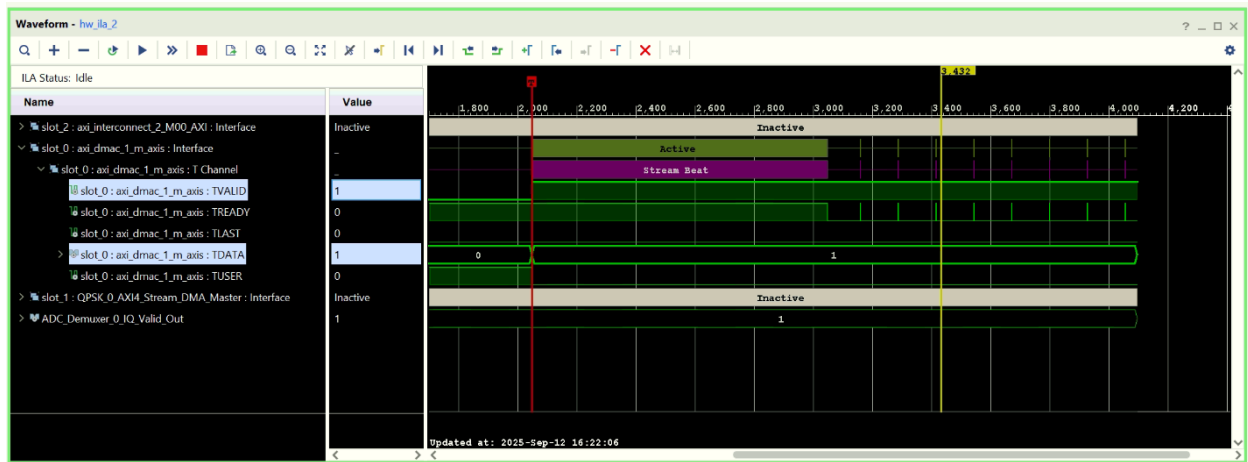 Waveform - hw_ila_2
ILA Status: Idle
Name Value
3,432
1,800 2,000 2,200 2,400 2,600 2,800 3,000 3,200 3,400 3,600 3,800 4,000 4,200
slot_2 : axi_interconnect_2_M00_AXI : Interface Inactive Inactive
slot_0 : axi_dmac_1_m_axis : Interface _ Active
slot_0 : axi_dmac_1_m_axis : T Channel _ Stream Beat
slot_0 : axi_dmac_1_m_axis : TVALID 1
slot_0 : axi_dmac_1_m_axis : TREADY 0
slot_0 : axi_dmac_1_m_axis : TLAST 0
slot_0 : axi_dmac_1_m_axis : TDATA 1 0 1
slot_0 : axi_dmac_1_m_axis : TUSER 0
slot_1 : QPSK_0_AXI4_Stream_DMA_Master : Interface Inactive Inactive
ADC_Demuxer_0_IQ_Valid_Out 1 1
Updated at: 2025-Sep-12 16:22:06